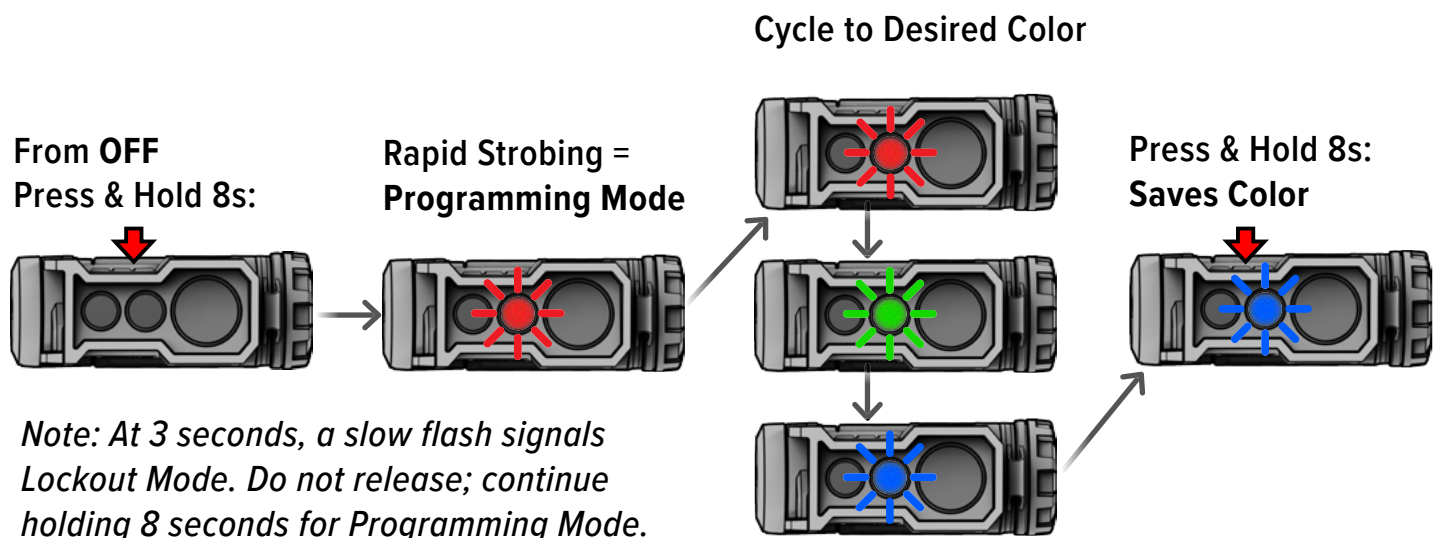 Cycle to Desired Color
From OFF
Press & Hold 8s:
Rapid Strobing =
Programming Mode
Press & Hold 8s:
Saves Color
Note: At 3 seconds, a slow flash signals
Lockout Mode. Do not release; continue
holding 8 seconds for Programming Mode.